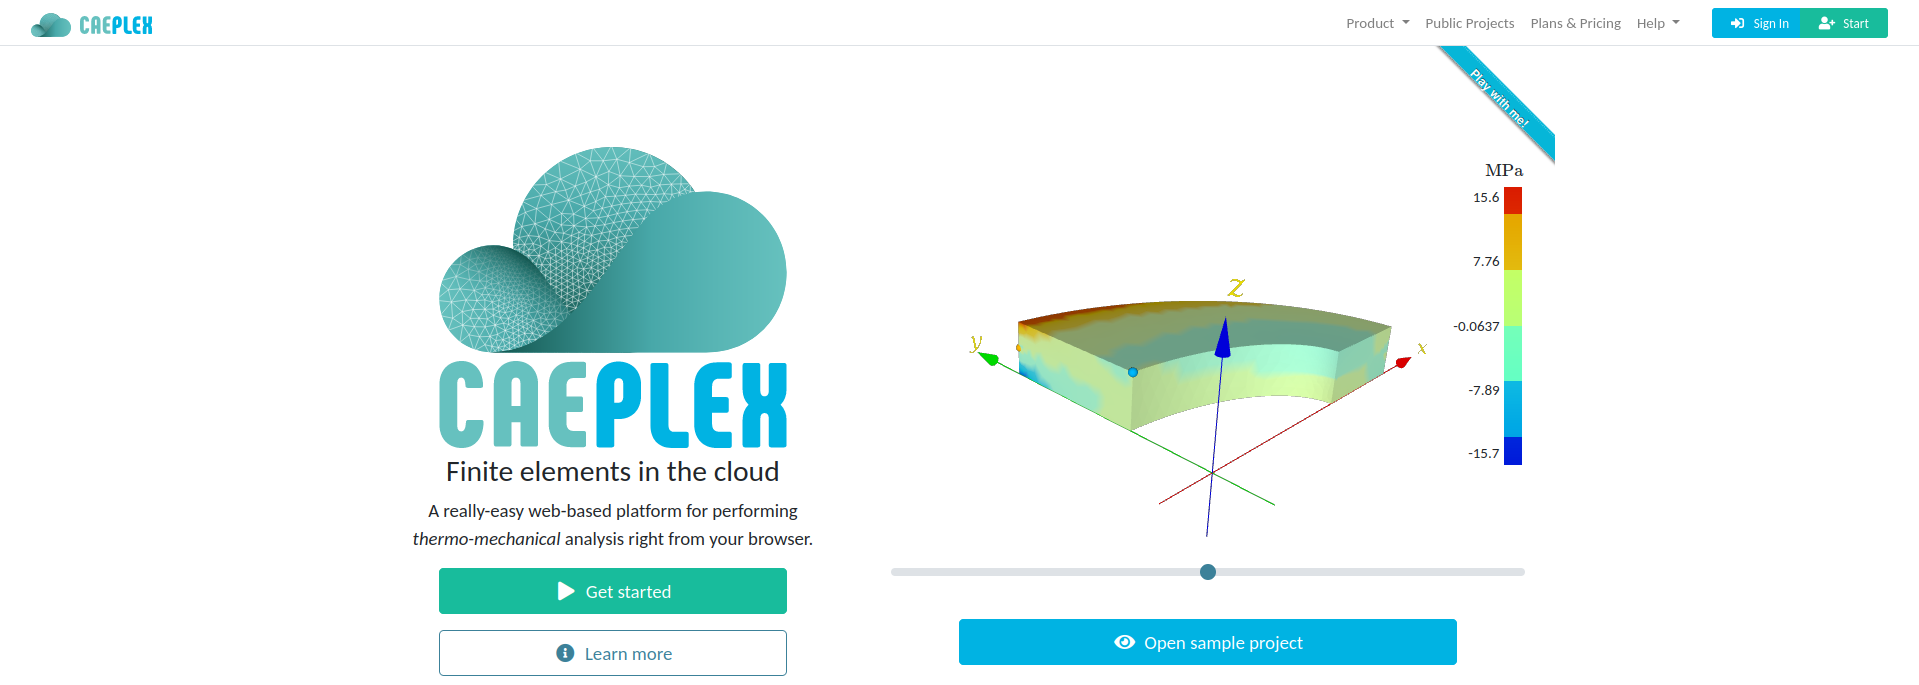 CAEPLEX
Product
Public Projects
Plans & Pricing
Help
Sign In
Start
Play with me!
CAEPLEX
Finite elements in the cloud
A really-easy web-based platform for performing
thermo-mechanical analysis right from your browser.
Get started
Learn more
MPa
15.6
7.76
-0.0637
-7.89
-15.7
z
y
x
Open sample project